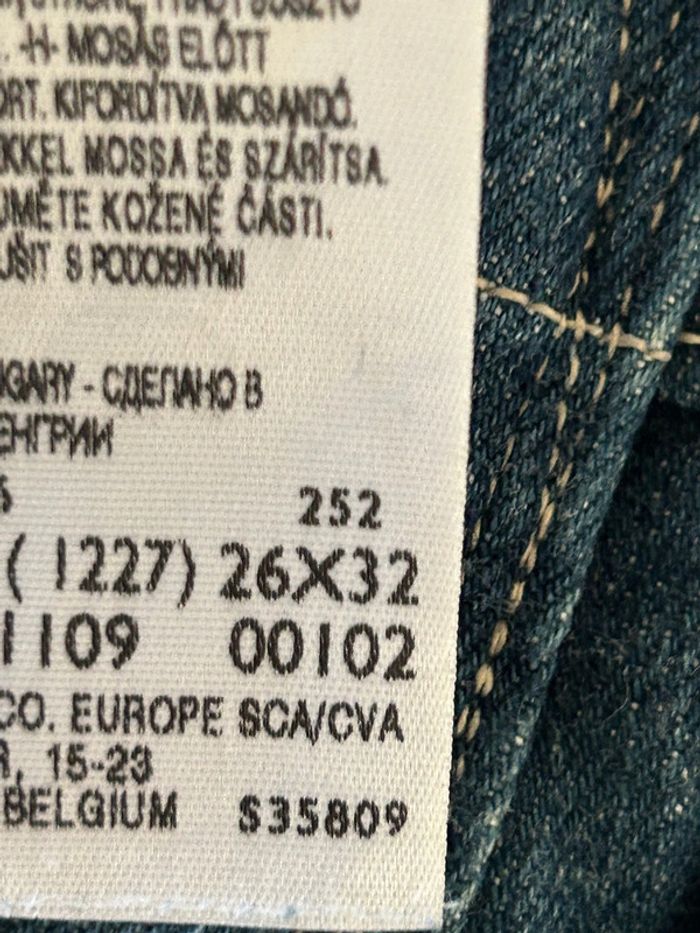 -H- MOSÁS ELŐTT
ORT. KIFORDÍTVA MOSANDÓ.
KKEL MOSSA ÉS SZÁRÍTSA.
UMĚTE KOŽENÉ ČÁSTI.
UŠIT S PODOBNÝMI
NGARY - СДЕЛАНО В
ЕНГРИИ
252
( 1227) 26X32
1109 00102
CO. EUROPE SCA/CVA
R, 15-23
BELGIUM S35809